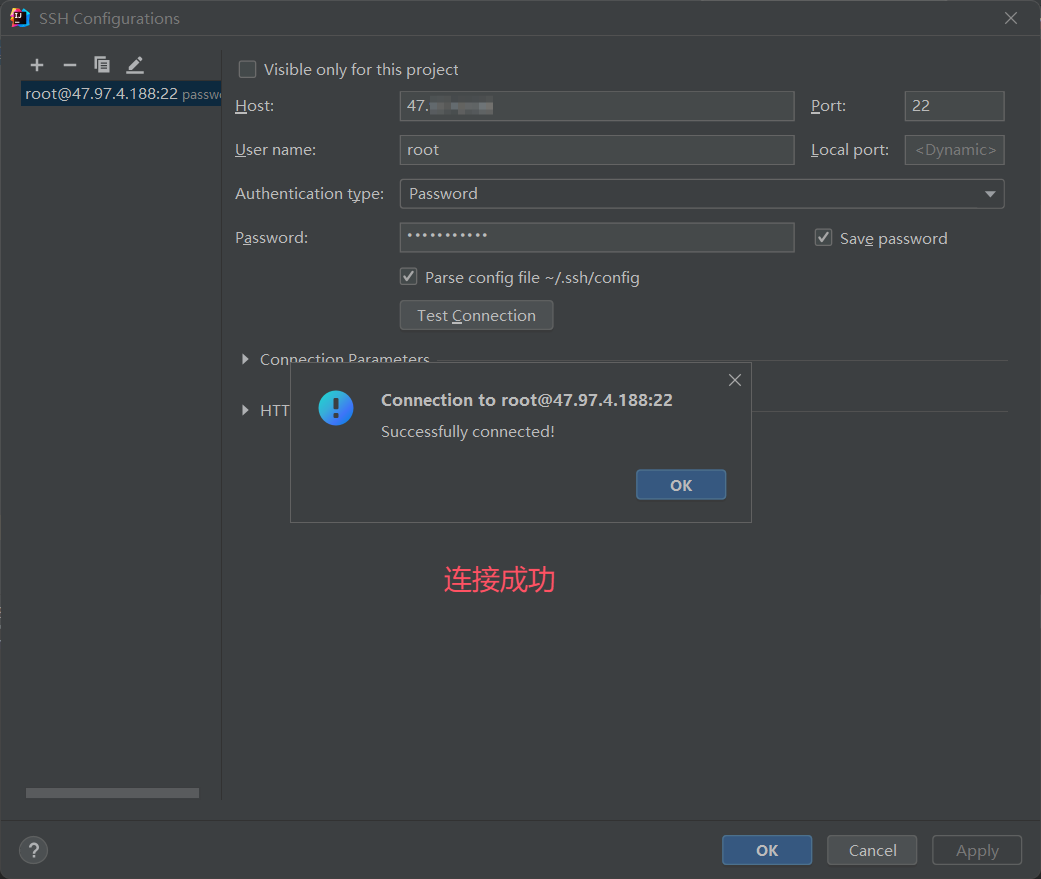 SSH Configurations
root@47.97.4.188:22 passw
Visible only for this project
Host: 47.
Port: 22
User name: root
Local port: <Dynamic>
Authentication type: Password
Password: •••••••••••
Save password
Parse config file ~/.ssh/config
Test Connection
Connection Parameters
HTT
Connection to root@47.97.4.188:22
Successfully connected!
OK
连接成功
?
OK Cancel Apply